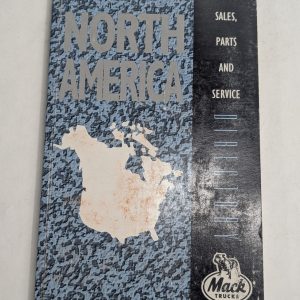 NORTH
AMERICA
SALES,
PARTS
AND
SERVICE
DIRECTORY
Mack
TRUCKS